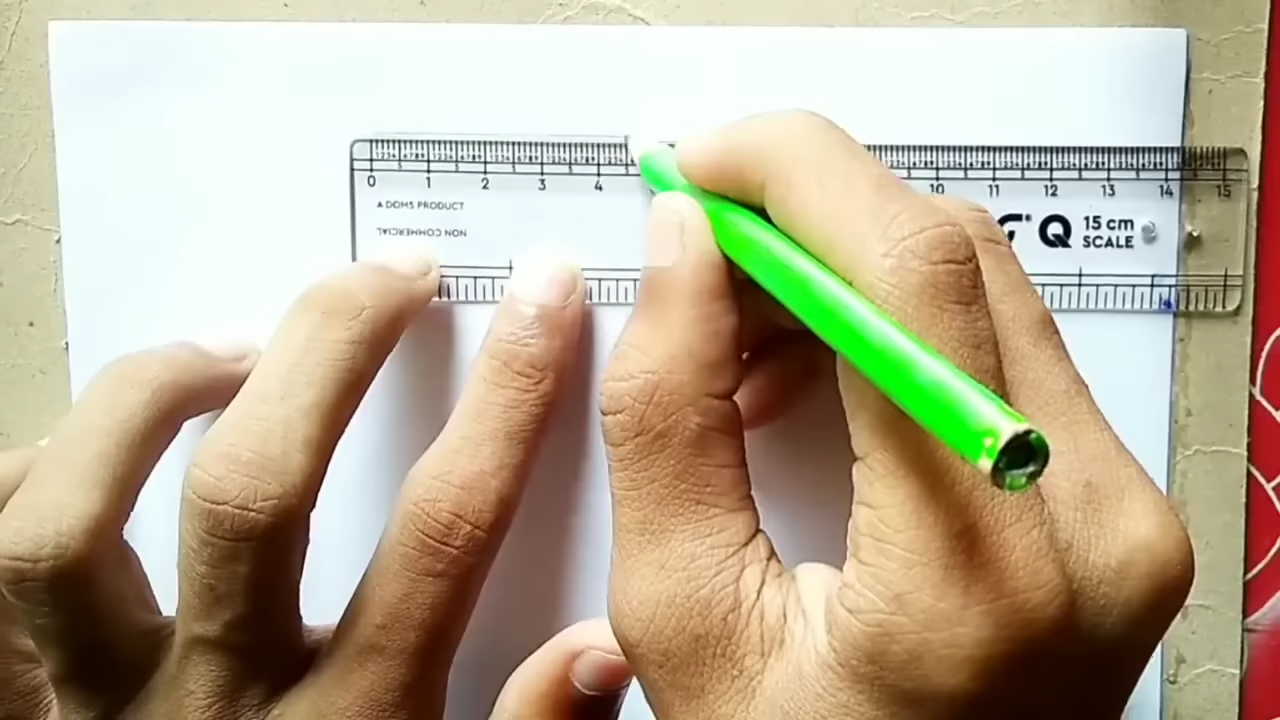 0 1 2 3 4 10 11 12 13 14 15
A DOMS PRODUCT
NON COMMERCIAL
Q 15 cm
SCALE